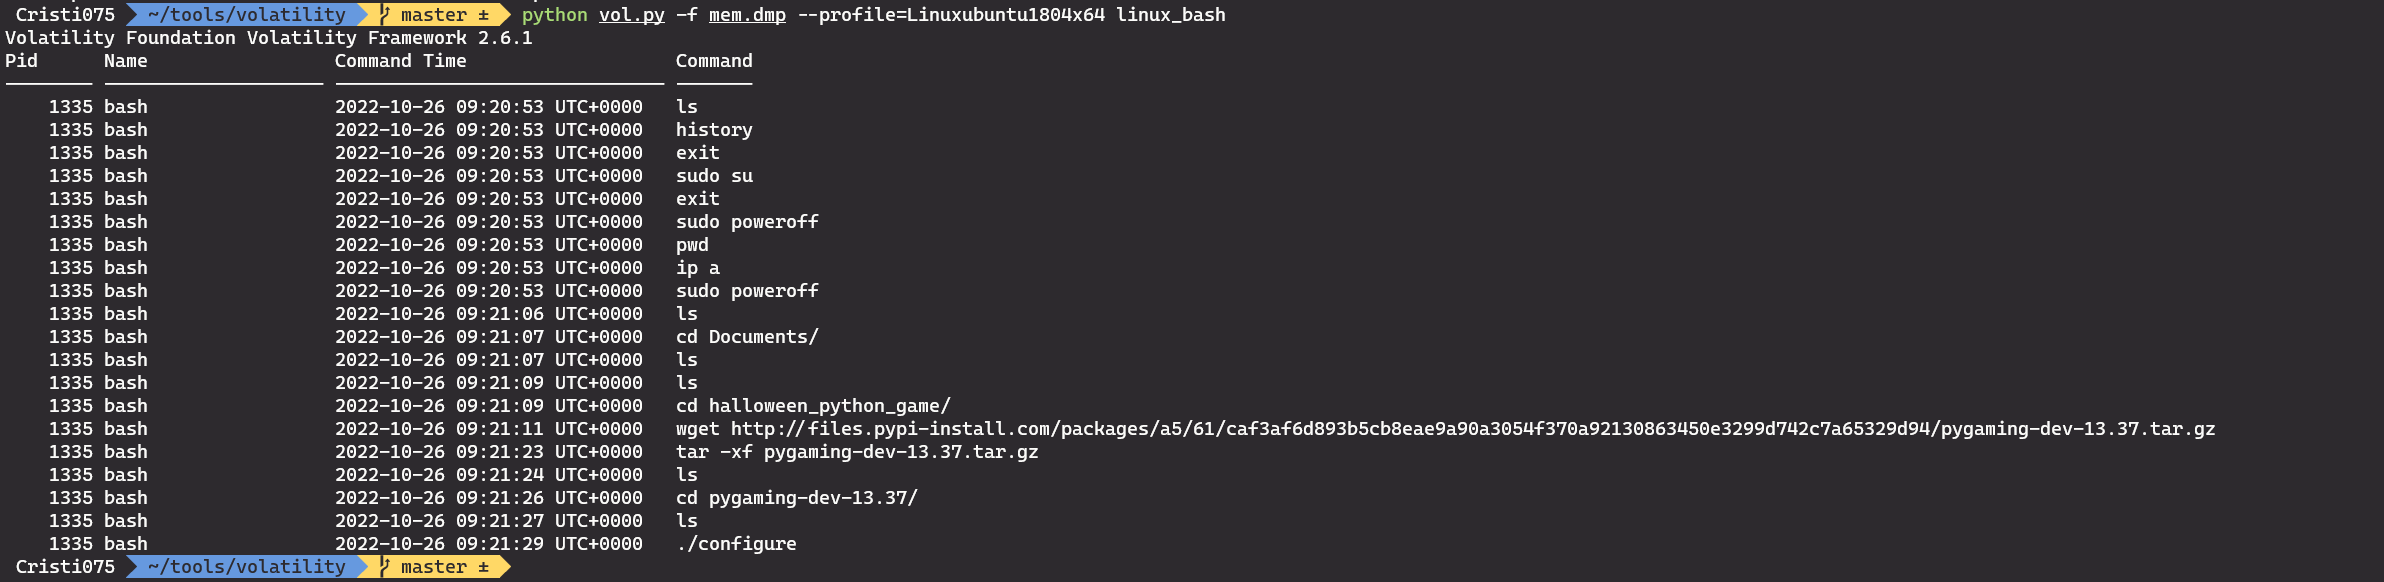 Cristi075 ~/tools/volatility master ± python vol.py -f mem.dmp --profile=Linuxubuntu1804x64 linux_bash
Volatility Foundation Volatility Framework 2.6.1
Pid Name Command Time Command
1335 bash 2022-10-26 09:20:53 UTC+0000 ls
1335 bash 2022-10-26 09:20:53 UTC+0000 history
1335 bash 2022-10-26 09:20:53 UTC+0000 exit
1335 bash 2022-10-26 09:20:53 UTC+0000 sudo su
1335 bash 2022-10-26 09:20:53 UTC+0000 exit
1335 bash 2022-10-26 09:20:53 UTC+0000 sudo poweroff
1335 bash 2022-10-26 09:20:53 UTC+0000 pwd
1335 bash 2022-10-26 09:20:53 UTC+0000 ip a
1335 bash 2022-10-26 09:20:53 UTC+0000 sudo poweroff
1335 bash 2022-10-26 09:21:06 UTC+0000 ls
1335 bash 2022-10-26 09:21:07 UTC+0000 cd Documents/
1335 bash 2022-10-26 09:21:07 UTC+0000 ls
1335 bash 2022-10-26 09:21:09 UTC+0000 ls
1335 bash 2022-10-26 09:21:09 UTC+0000 cd halloween_python_game/
1335 bash 2022-10-26 09:21:11 UTC+0000 wget http://files.pypi-install.com/packages/a5/61/caf3af6d893b5cb8eae9a90a3054f370a92130863450e3299d742c7a65329d94/pygaming-dev-13.37.tar.gz
1335 bash 2022-10-26 09:21:23 UTC+0000 tar -xf pygaming-dev-13.37.tar.gz
1335 bash 2022-10-26 09:21:24 UTC+0000 ls
1335 bash 2022-10-26 09:21:26 UTC+0000 cd pygaming-dev-13.37/
1335 bash 2022-10-26 09:21:27 UTC+0000 ls
1335 bash 2022-10-26 09:21:29 UTC+0000 ./configure
Cristi075 ~/tools/volatility master ±